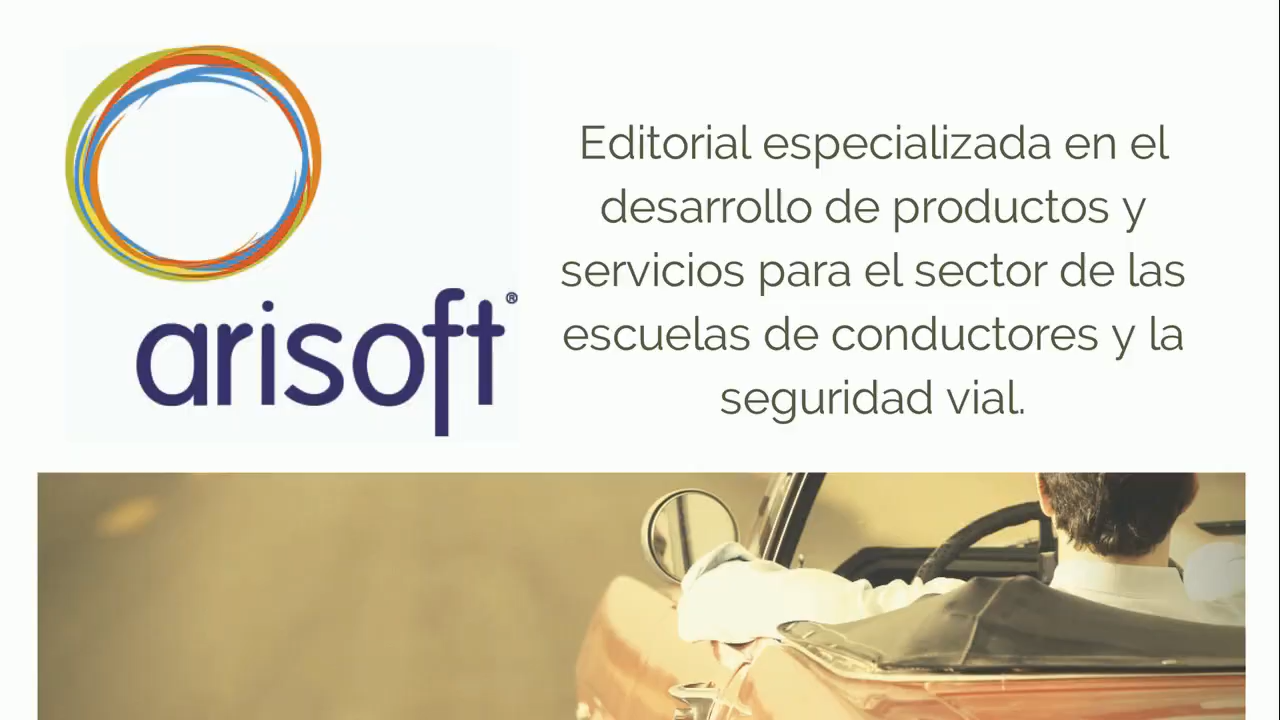 arisoft®
Editorial especializada en el
desarrollo de productos y
servicios para el sector de las
escuelas de conductores y la
seguridad vial.